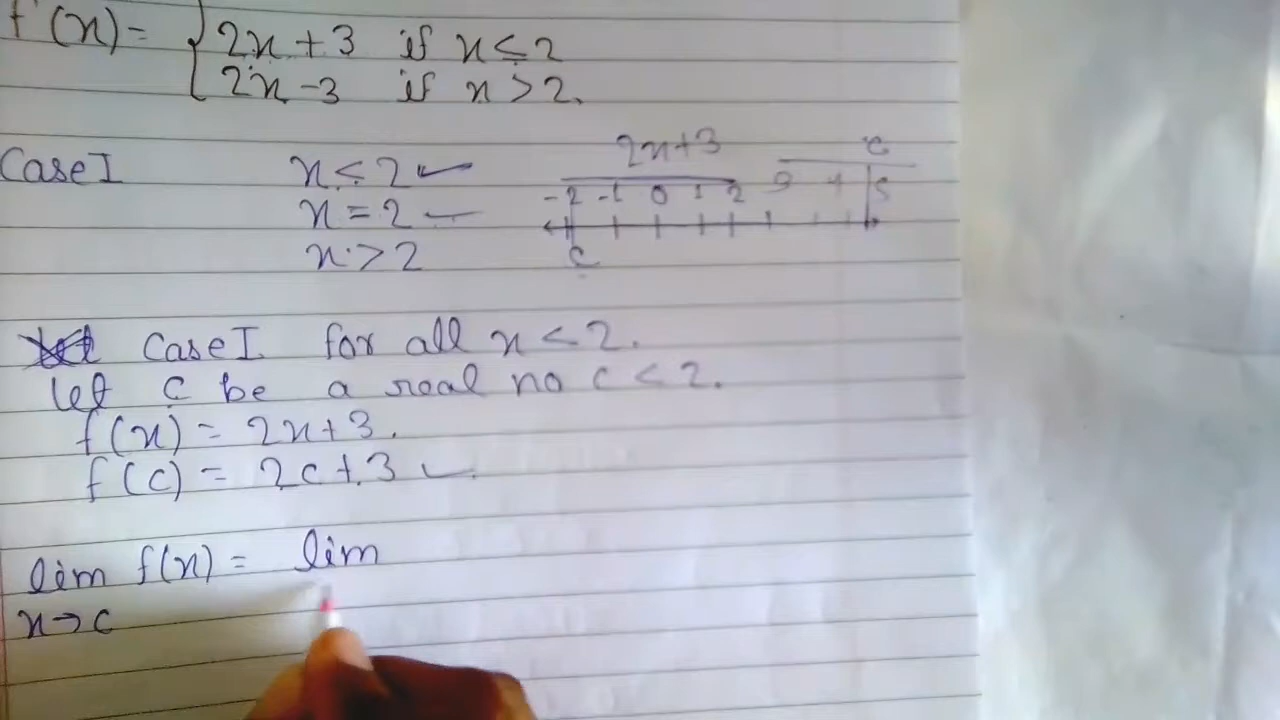 f(x) = { 2x + 3 if x ≤ 2
2x - 3 if x > 2.
Case I x ≤ 2
x = 2
x > 2
2x+3 c
-2 -1 0 1 2 3 4 5
c
Case I for all x < 2.
Let c be a real no c < 2.
f(x) = 2x+3.
f(c) = 2c+3
lim f(x) = lim
x → c